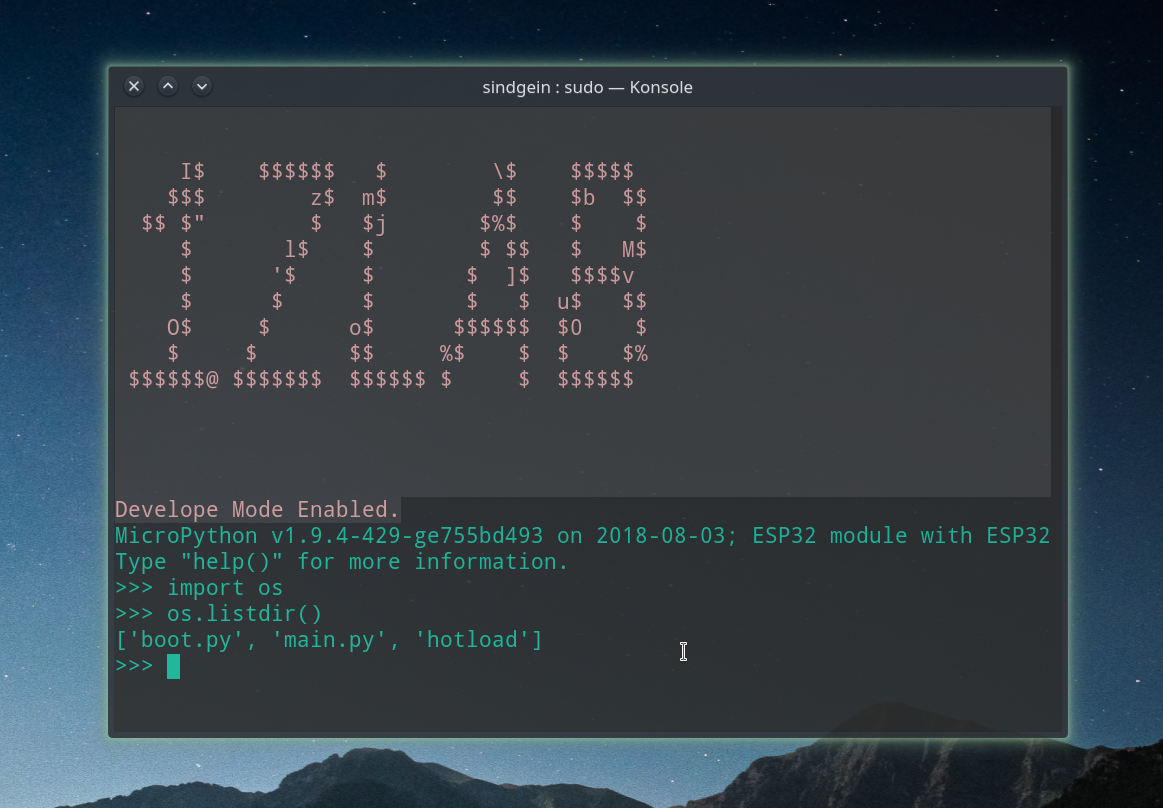 sindgein : sudo — Konsole
     I$    $$$$$$   $        \$    $$$$$
    $$$        z$  m$        $$    $b  $$
  $$ $"        $   $j       $%$    $    $
     $       l$    $        $ $$   $   M$
     $      '$     $       $  ]$   $$$$v
     $      $      $       $   $  u$   $$
    O$     $      o$      $$$$$$  $O    $
    $     $       $$     %$    $  $    $%
 $$$$$$@ $$$$$$$  $$$$$$ $     $  $$$$$$
Develope Mode Enabled.
MicroPython v1.9.4-429-ge755bd493 on 2018-08-03; ESP32 module with ESP32
Type "help()" for more information.
>>> import os
>>> os.listdir()
['boot.py', 'main.py', 'hotload']
>>>